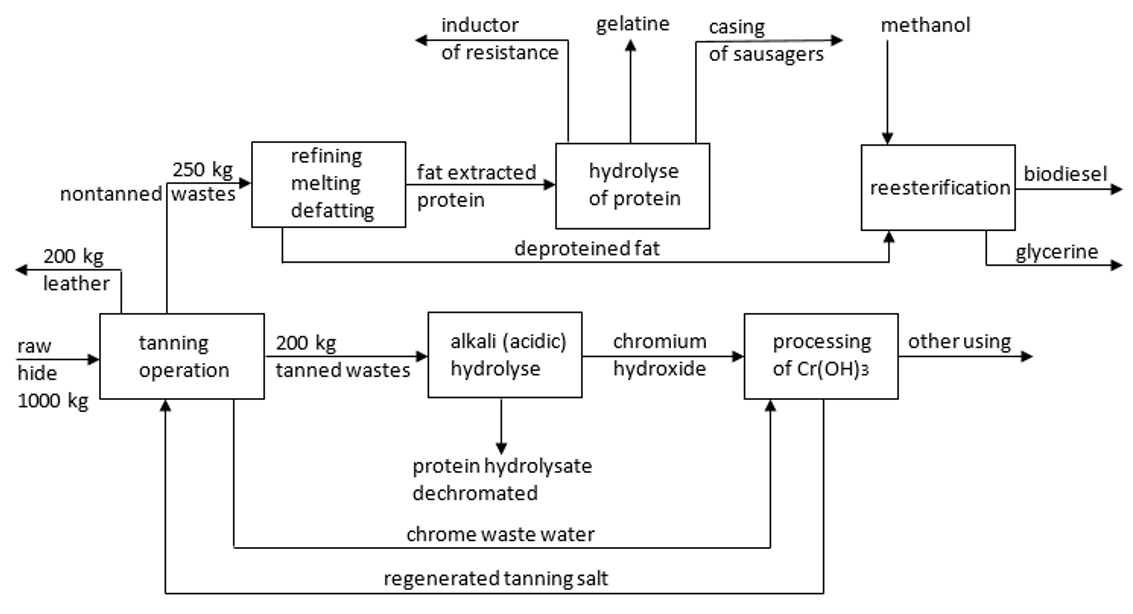 inductor
of resistance
gelatine
casing
of sausagers
methanol
250 kg
nontanned wastes
refining
melting
defatting
fat extracted
protein
hydrolyse
of protein
reesterification
biodiesel
deproteined fat
glycerine
200 kg
leather
raw
hide
1000 kg
tanning
operation
200 kg
tanned wastes
alkali (acidic)
hydrolyse
chromium
hydroxide
processing
of Cr(OH)₃
other using
protein hydrolysate
dechromated
chrome waste water
regenerated tanning salt